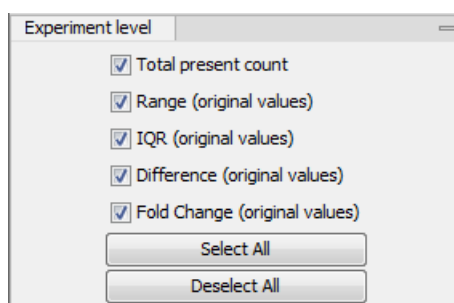 Experiment level
Total present count
Range (original values)
IQR (original values)
Difference (original values)
Fold Change (original values)
Select All
Deselect All